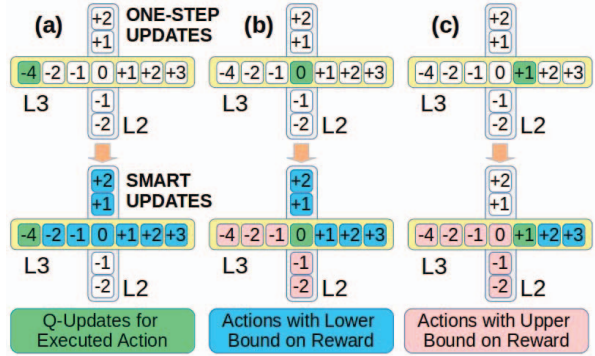 (a) ONE-STEP UPDATES (b) (c)
+2 +2 +2
+1 +1 +1
-4 -2 -1 0 +1 +2 +3 -4 -2 -1 0 +1 +2 +3 -4 -2 -1 0 +1 +2 +3
-1 -1 -1
L3 L3 L3
-2 L2 -2 L2 -2 L2
+2 SMART UPDATES +2 +2
+1 +1 +1
-4 -2 -1 0 +1 +2 +3 -4 -2 -1 0 +1 +2 +3 -4 -2 -1 0 +1 +2 +3
L3 -1 L3 -1 L3 -1
-2 L2 -2 L2 -2 L2
Q-Updates for
Executed Action
Actions with Lower
Bound on Reward
Actions with Upper
Bound on Reward